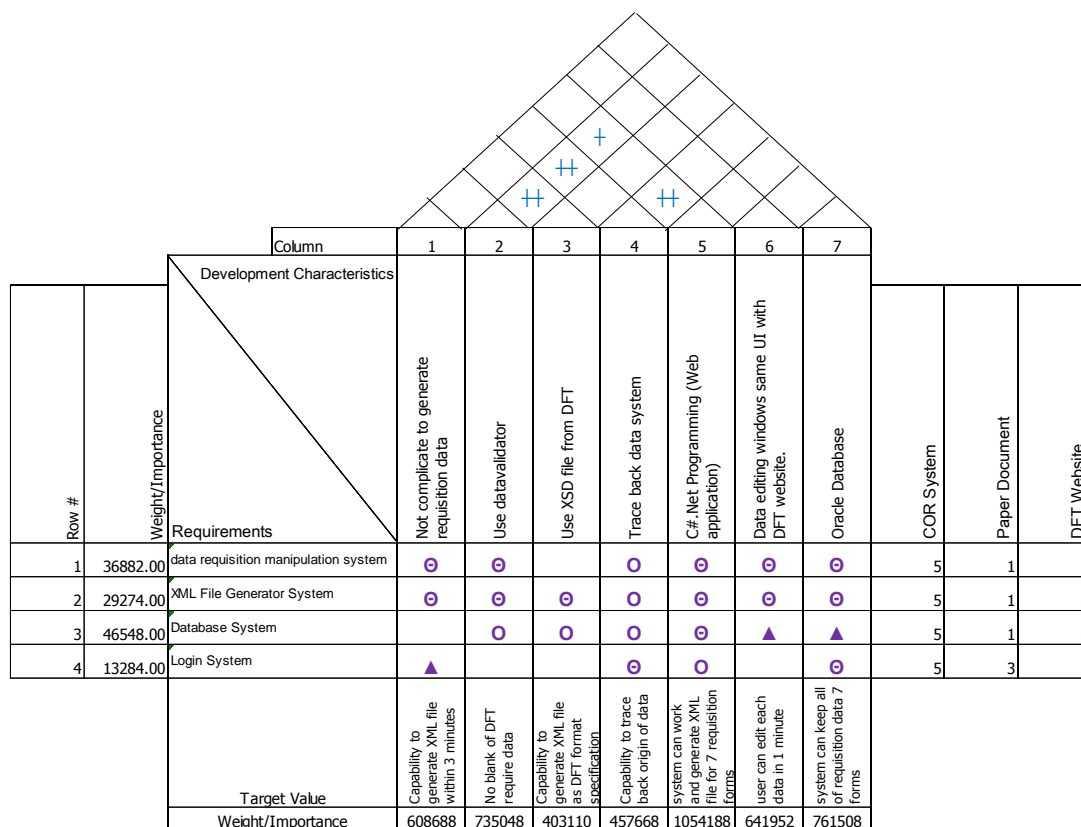 ++
++
++
+
Column 1 2 3 4 5 6 7
Development Characteristics
Row #
Weight/Importance
Requirements
Not complicate to generate
requisition data
Use datavalidator
Use XSD file from DFT
Trace back data system
C#.Net Programming (Web
application)
Data editing windows same UI with
DFT website.
Oracle Database
COR System
Paper Document
DFT Website
1 36882.00 data requisition manipulation system Θ Θ O Θ Θ Θ 5 1
2 29274.00 XML File Generator System Θ Θ Θ O Θ Θ Θ 5 1
3 46548.00 Database System O O O Θ ▲ ▲ 5 1
4 13284.00 Login System ▲ Θ O Θ 5 3
Target Value
Capability to
generate XML file
within 3 minutes
No blank of DFT
require data
Capability to
generate XML file
as DFT format
specification
Capability to trace
back origin of data
system can work
and generate XML
file for 7 requisition
forms
user can edit each
data in 1 minute
system can keep all
of requisition data 7
forms
Weight/Importance 608688 735048 403110 457668 1054188 641952 761508